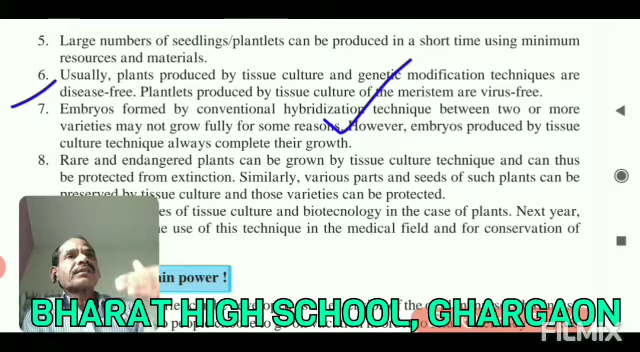 5. Large numbers of seedlings/plantlets can be produced in a short time using minimum
resources and materials.
6. Usually, plants produced by tissue culture and genetic modification techniques are
disease-free. Plantlets produced by tissue culture of the meristem are virus-free.
7. Embryos formed by conventional hybridization technique between two or more
varieties may not grow fully for some reasons. However, embryos produced by tissue
culture technique always complete their growth.
8. Rare and endangered plants can be grown by tissue culture technique and can thus
be protected from extinction. Similarly, various parts and seeds of such plants can be
preserved by tissue culture and those varieties can be protected.
es of tissue culture and biotecnology in the case of plants. Next year,
e use of this technique in the medical field and for conservation of
in power !
BHARAT HIGH SCHOOL, GHARGAON
FILMIX